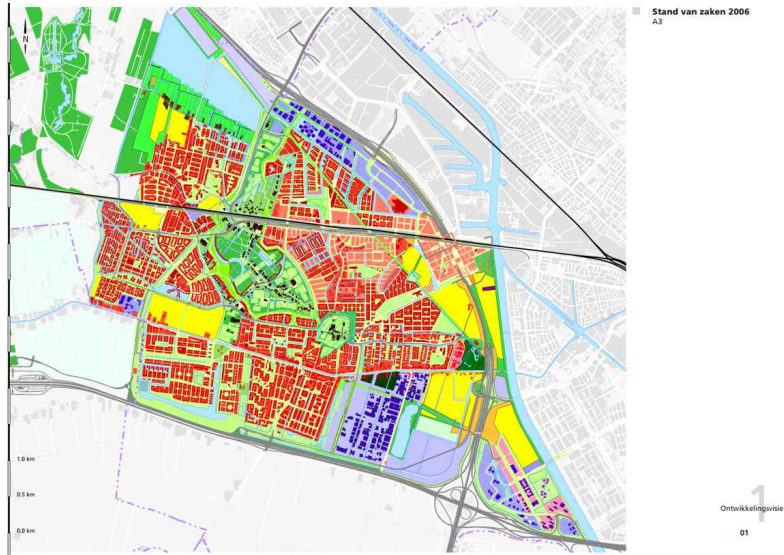 Stand van zaken 2006
A3
N
1.0 km
0.5 km
0.0 km
1
Ontwikkelingsvisie
01